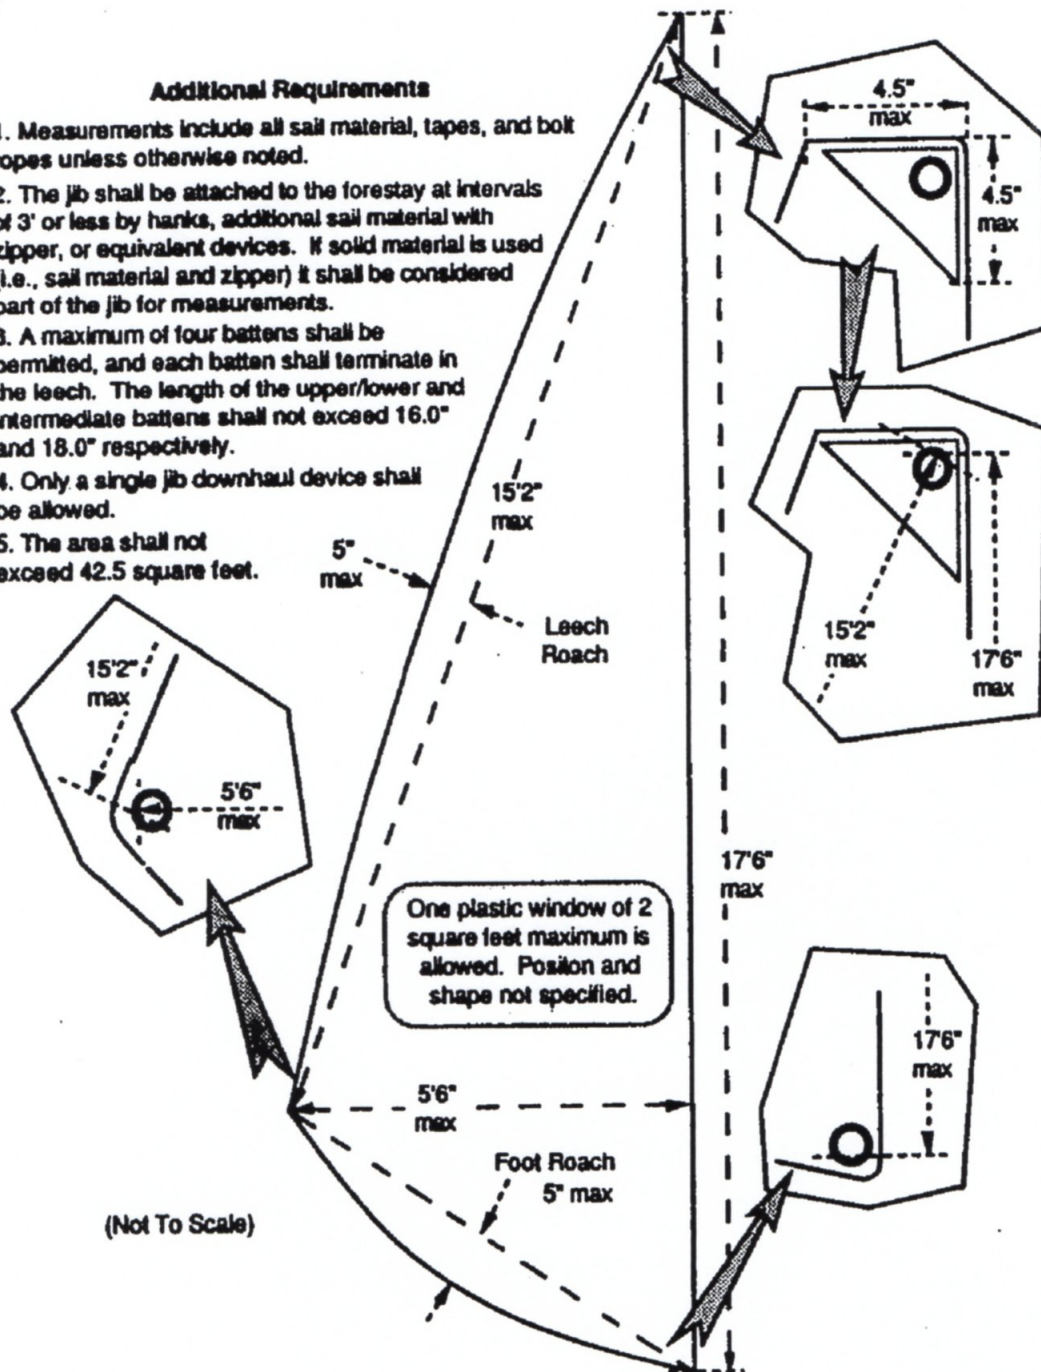 Additional Requirements
. Measurements include all sail material, tapes, and bolt
opes unless otherwise noted.
2. The jib shall be attached to the forestay at intervals
of 3' or less by hanks, additional sail material with
zipper, or equivalent devices. If solid material is used
i.e., sail material and zipper) it shall be considered
part of the jib for measurements.
3. A maximum of four battens shall be
permitted, and each batten shall terminate in
the leech. The length of the upper/lower and
intermediate battens shall not exceed 16.0"
and 18.0" respectively.
4. Only a single jib downhaul device shall
be allowed.
5. The area shall not
exceed 42.5 square feet.
4.5"
max
4.5"
max
15'2"
max
5"
max
Leech
Roach
15'2"
max
17'6"
max
15'2"
max
5'6"
max
17'6"
max
One plastic window of 2
square feet maximum is
allowed. Positon and
shape not specified.
5'6"
max
17'6"
max
Foot Roach
5" max
(Not To Scale)